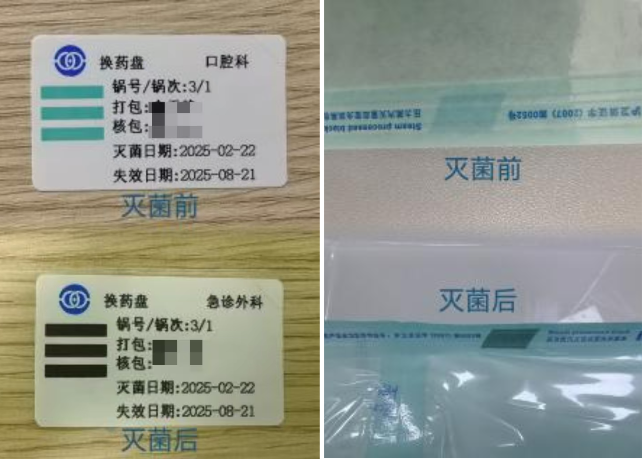 换药盘 口腔科
锅号/锅次:3/1
打包:
核包:
灭菌日期:2025-02-22
失效日期:2025-08-21
灭菌前
换药盘 急诊外科
锅号/锅次:3/1
打包:
核包:
灭菌日期:2025-02-22
失效日期:2025-08-21
灭菌后
Steam processed black
灭菌前
灭菌后